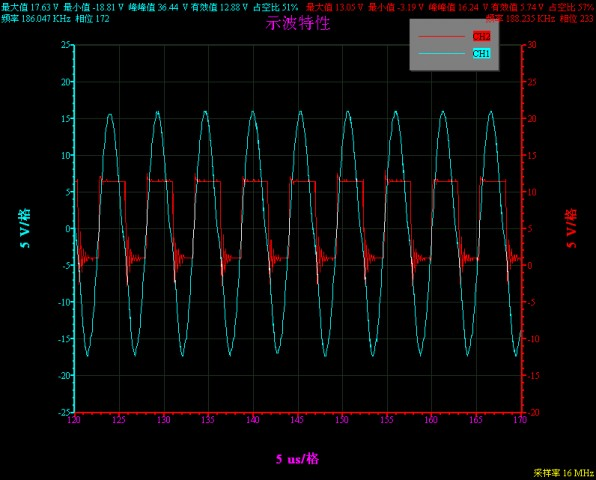 最大值 17.63 V 最小值 -18.81 V 峰峰值 36.44 V 有效值 12.88 V 占空比 51% 最大值 13.05 V 最小值 -3.19 V 峰峰值 16.24 V 有效值 5.74 V 占空比 57%
频率 186.047 KHz 相位 172 频率 188.235 KHz 相位 233
示波特性
CH2
CH1
25 30
20 25
15 20
10 15
5 10
0 5
-5 0
-10 -5
-15 -10
-20 -15
-25 -20
5 V/格
5 V/格
120 125 130 135 140 145 150 155 160 165 170
5 us/格
采样率 16 MHz